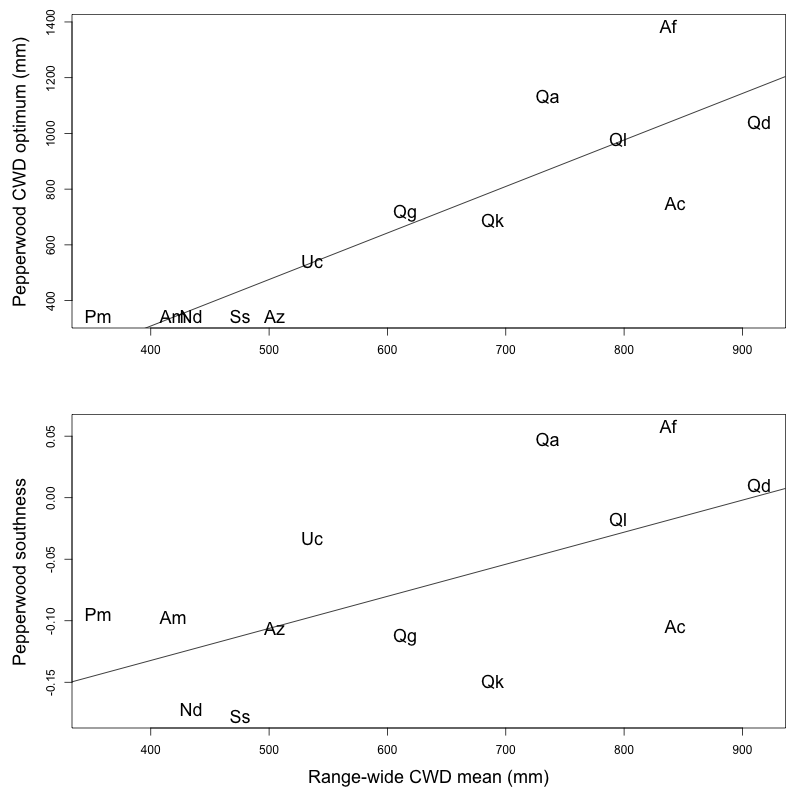 Pepperwood CWD optimum (mm)
1400
1200
1000
800
600
400
Af
Qa
Qd
Ql
Ac
Qg
Qk
Uc
Pm
Am
Nd
Ss
Az
400 500 600 700 800 900
Pepperwood southness
0.05
0.00
-0.05
-0.10
-0.15
Af
Qa
Qd
Ql
Uc
Pm
Am
Az
Qg
Ac
Qk
Nd
Ss
400 500 600 700 800 900
Range-wide CWD mean (mm)